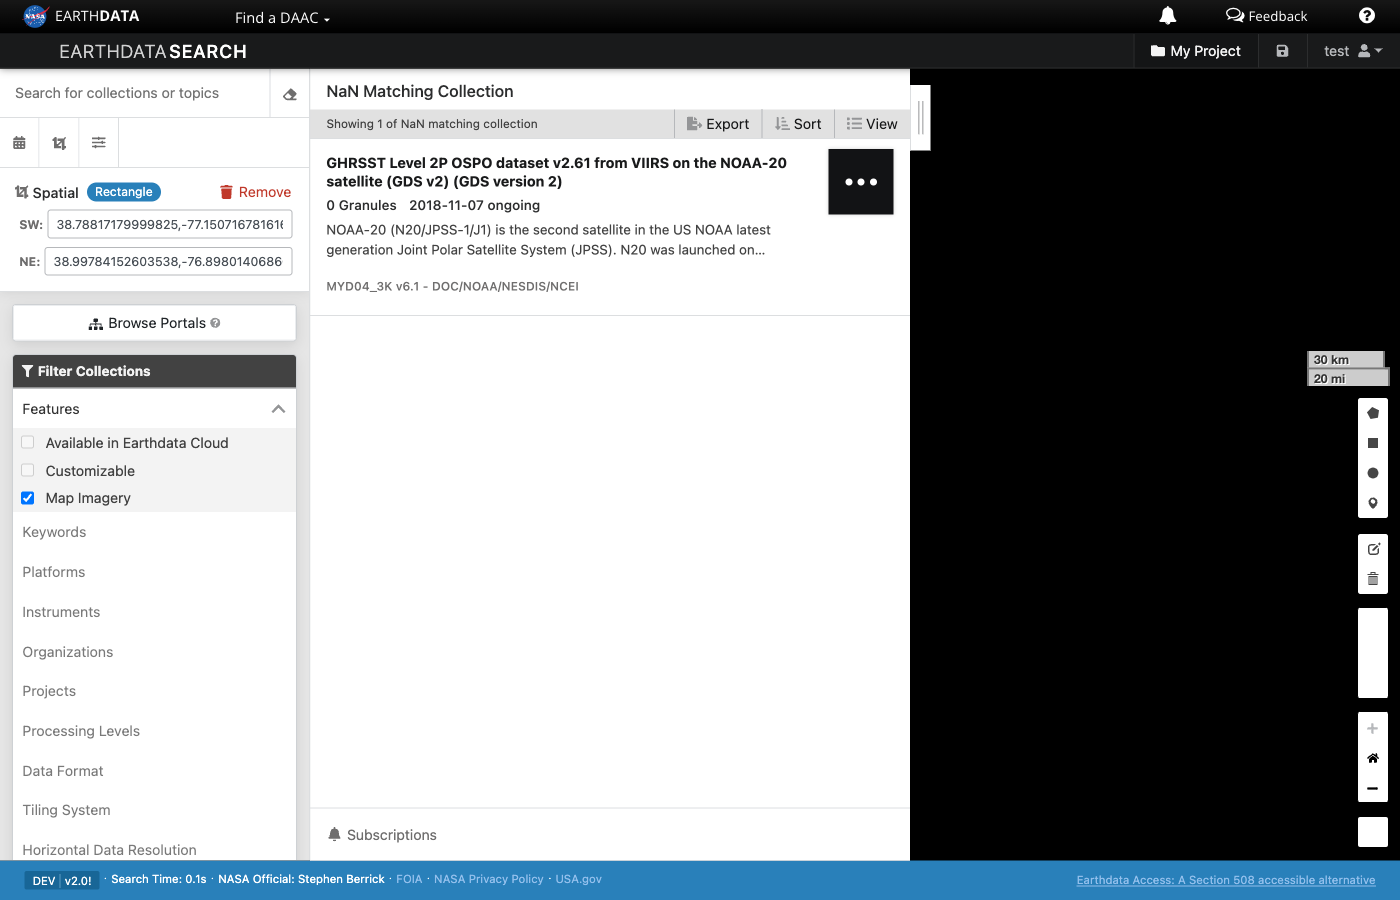 NASA EARTHDATA Find a DAAC Feedback
EARTHDATA SEARCH My Project test
Search for collections or topics
Spatial Rectangle Remove
SW: 38.78817179999825,-77.150716781616
NE: 38.99784152603538,-76.8980140686
Browse Portals
Filter Collections
Features
Available in Earthdata Cloud
Customizable
Map Imagery
Keywords
Platforms
Instruments
Organizations
Projects
Processing Levels
Data Format
Tiling System
Horizontal Data Resolution
NaN Matching Collection
Showing 1 of NaN matching collection Export Sort View
GHRSST Level 2P OSPO dataset v2.61 from VIIRS on the NOAA-20
satellite (GDS v2) (GDS version 2)
0 Granules 2018-11-07 ongoing
NOAA-20 (N20/JPSS-1/J1) is the second satellite in the US NOAA latest
generation Joint Polar Satellite System (JPSS). N20 was launched on...
MYD04_3K v6.1 - DOC/NOAA/NESDIS/NCEI
Subscriptions
30 km
20 mi
DEV v2.0! · Search Time: 0.1s · NASA Official: Stephen Berrick · FOIA · NASA Privacy Policy · USA.gov Earthdata Access: A Section 508 accessible alternative